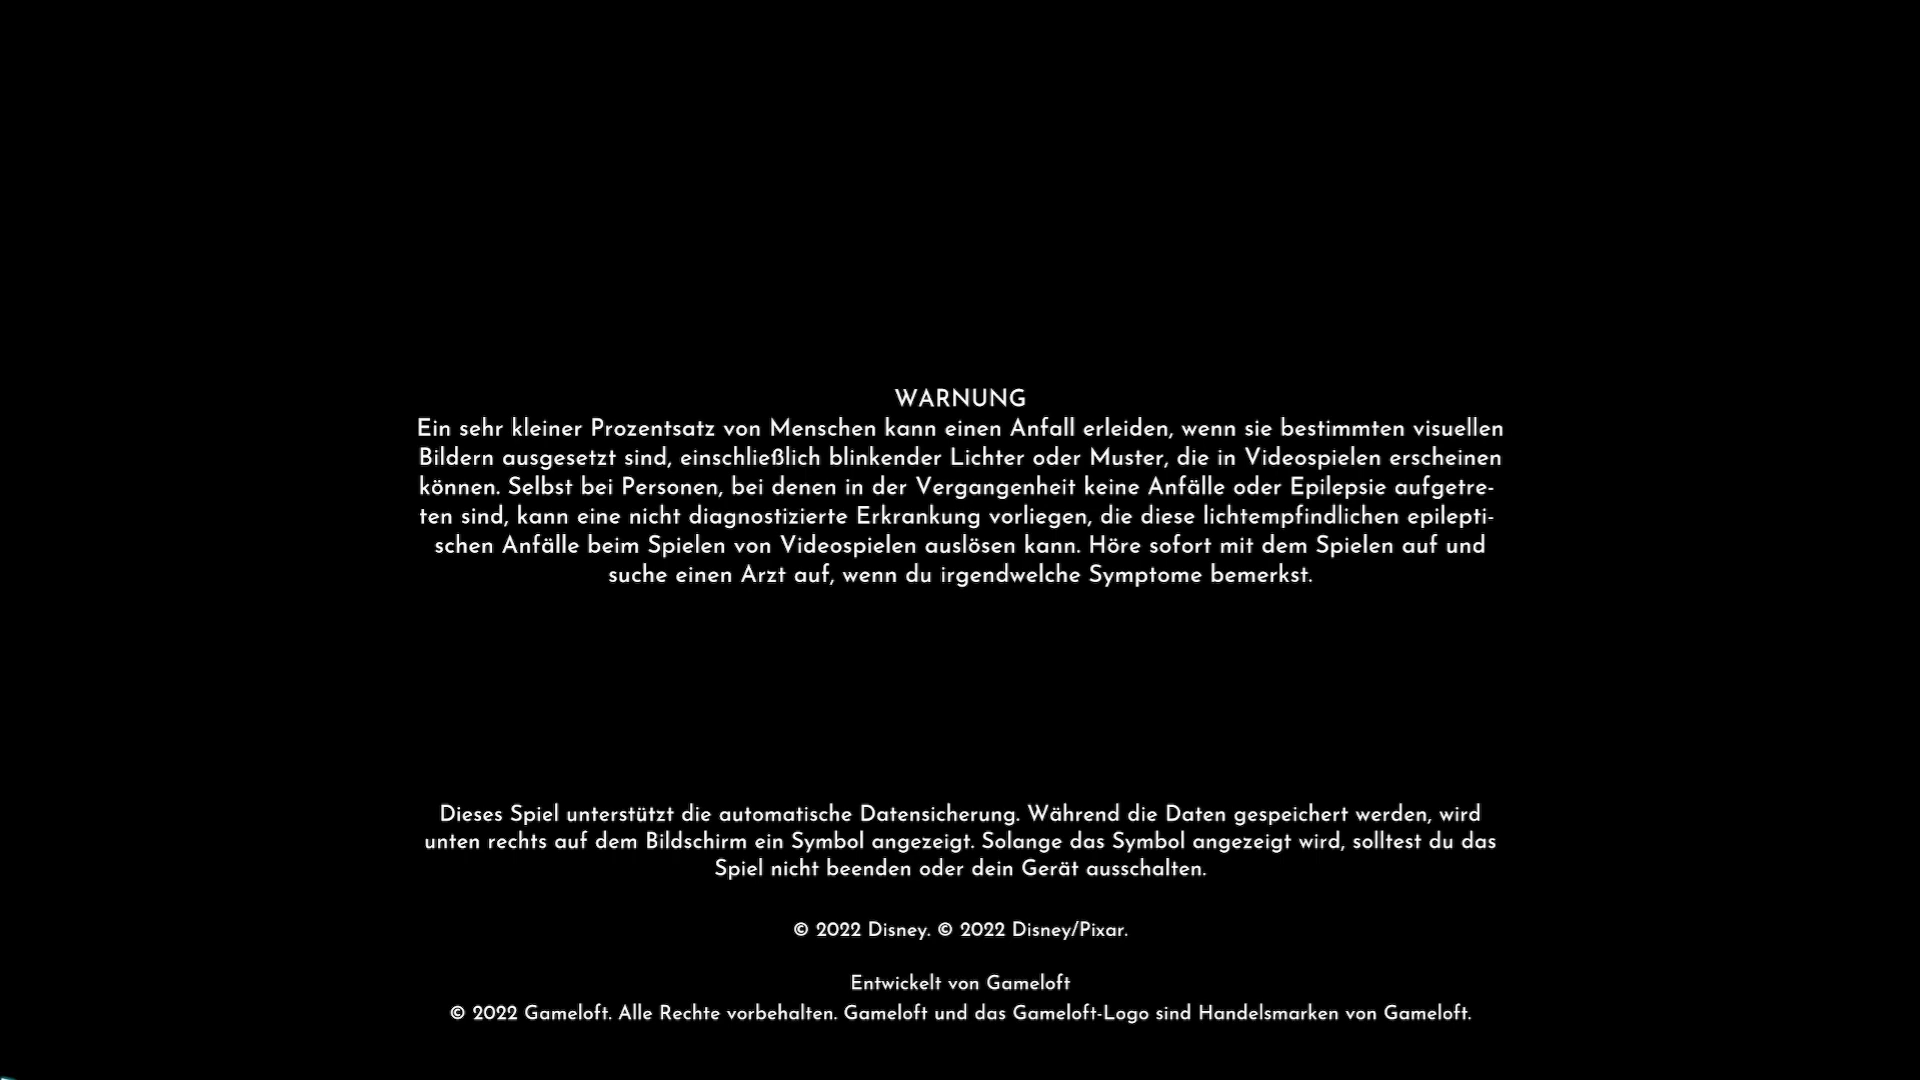 WARNUNG
Ein sehr kleiner Prozentsatz von Menschen kann einen Anfall erleiden, wenn sie bestimmten visuellen
Bildern ausgesetzt sind, einschließlich blinkender Lichter oder Muster, die in Videospielen erscheinen
können. Selbst bei Personen, bei denen in der Vergangenheit keine Anfälle oder Epilepsie aufgetre-
ten sind, kann eine nicht diagnostizierte Erkrankung vorliegen, die diese lichtempfindlichen epilepti-
schen Anfälle beim Spielen von Videospielen auslösen kann. Höre sofort mit dem Spielen auf und
suche einen Arzt auf, wenn du irgendwelche Symptome bemerkst.
Dieses Spiel unterstützt die automatische Datensicherung. Während die Daten gespeichert werden, wird
unten rechts auf dem Bildschirm ein Symbol angezeigt. Solange das Symbol angezeigt wird, solltest du das
Spiel nicht beenden oder dein Gerät ausschalten.
© 2022 Disney. © 2022 Disney/Pixar.
Entwickelt von Gameloft
© 2022 Gameloft. Alle Rechte vorbehalten. Gameloft und das Gameloft-Logo sind Handelsmarken von Gameloft.